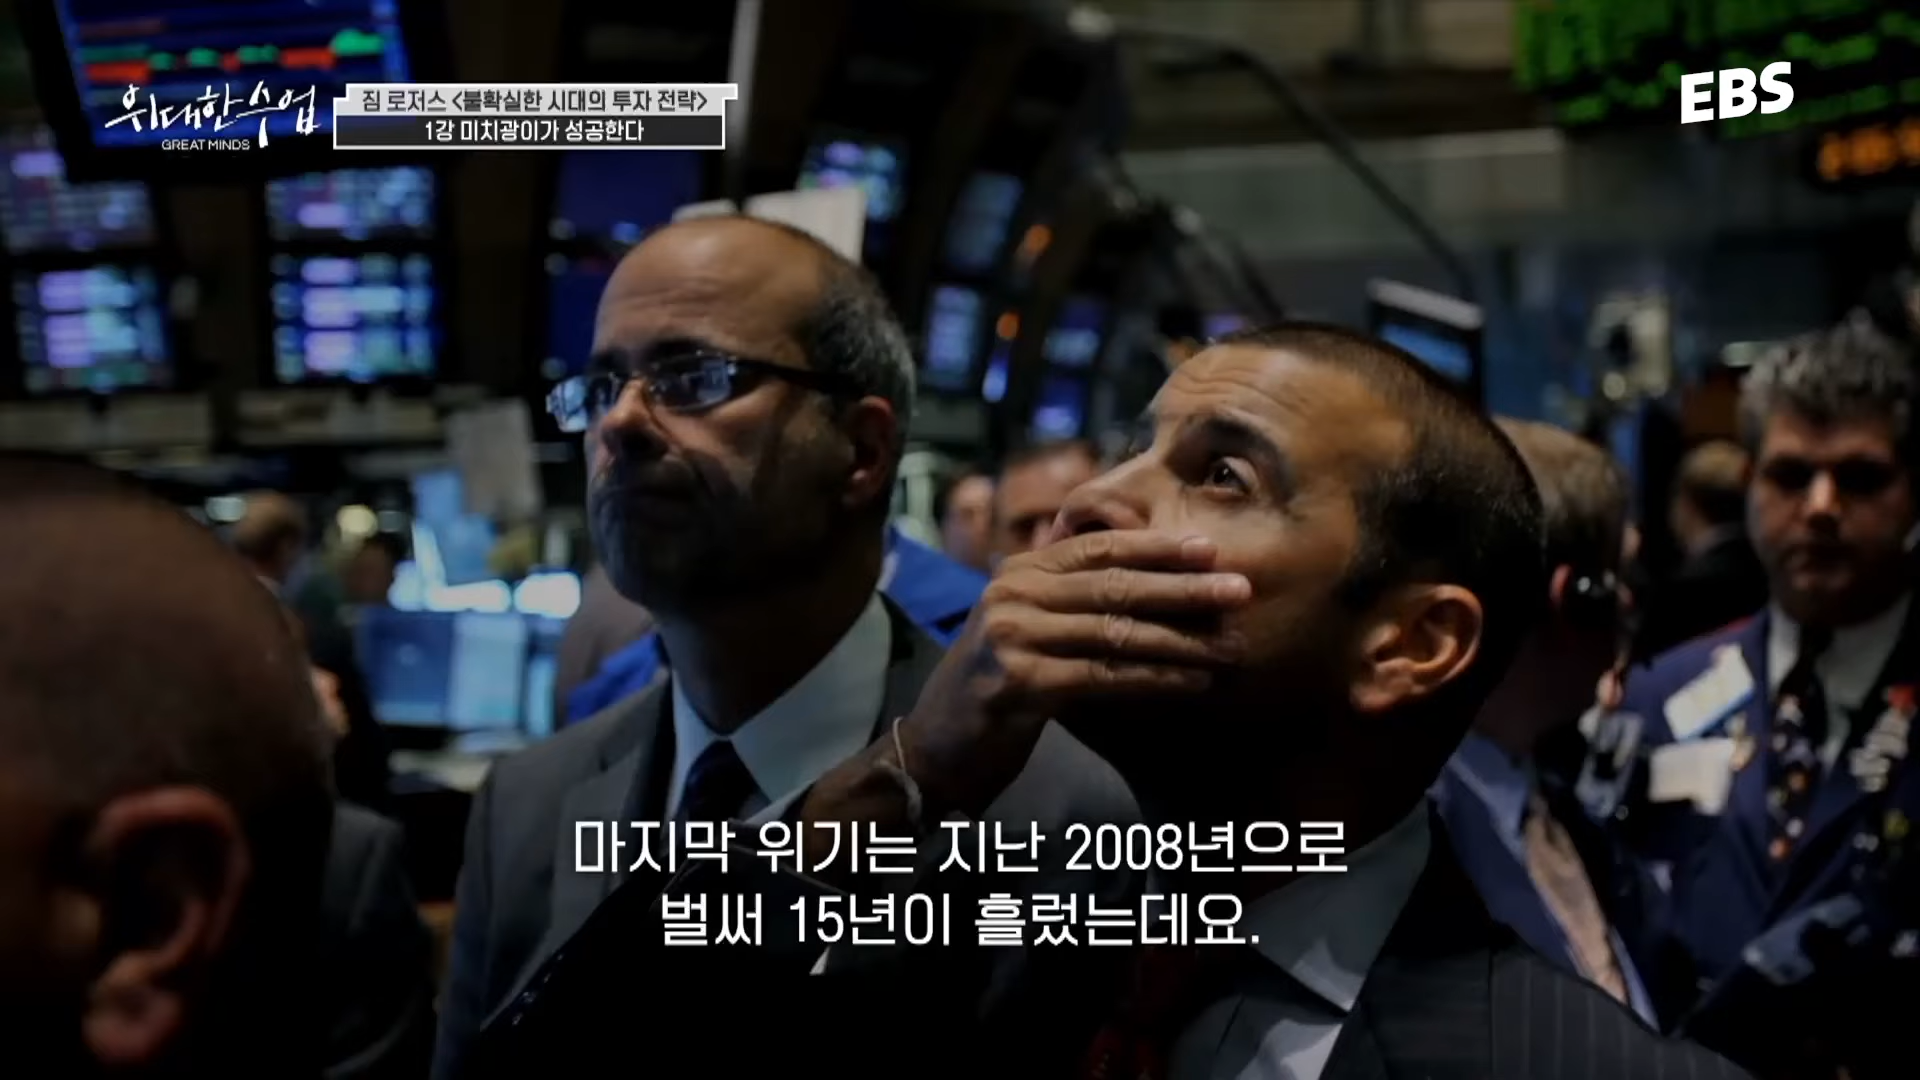 위대한 수업
GREAT MINDS
짐 로저스 <불확실한 시대의 투자 전략>
1강 미치광이가 성공한다
EBS
마지막 위기는 지난 2008년으로
벌써 15년이 흘렀는데요.